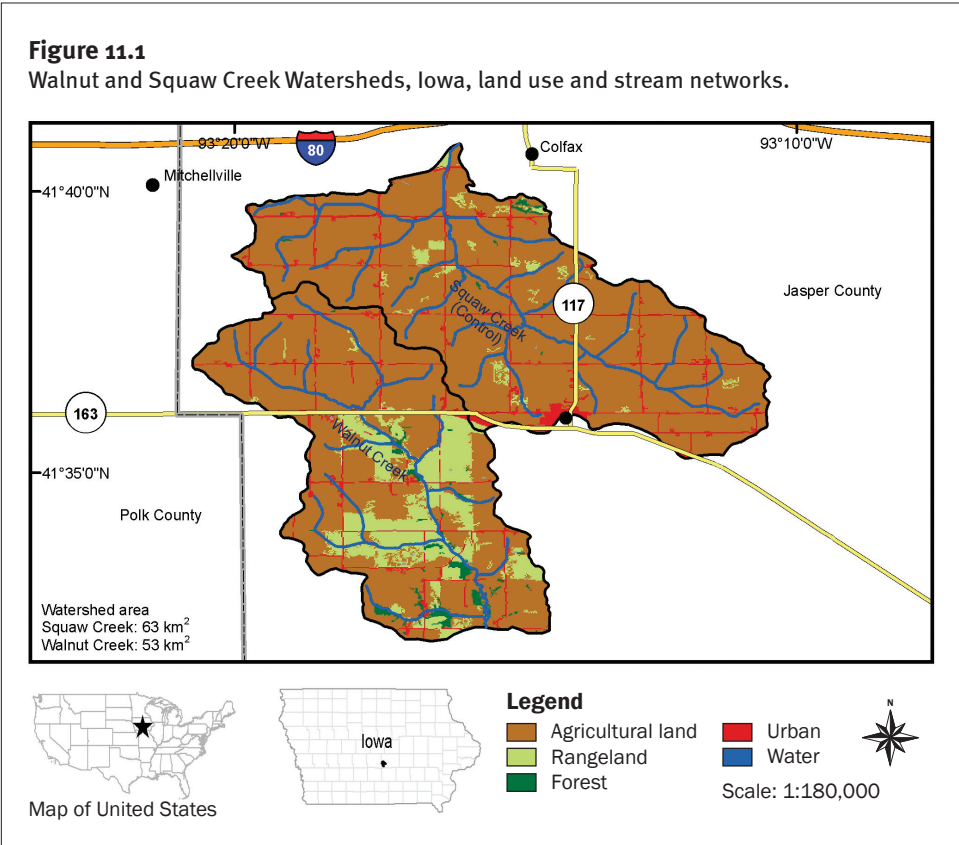 Figure 11.1
Walnut and Squaw Creek Watersheds, Iowa, land use and stream networks.
93°20'0"W
80
Colfax
93°10'0"W
Mitchellville
41°40'0"N
Jasper County
Squaw Creek
(Control)
117
163
Walnut Creek
41°35'0"N
Polk County
Watershed area
Squaw Creek: 63 km²
Walnut Creek: 53 km²
Map of United States
Iowa
Legend
Agricultural land
Rangeland
Forest
Urban
Water
Scale: 1:180,000
N